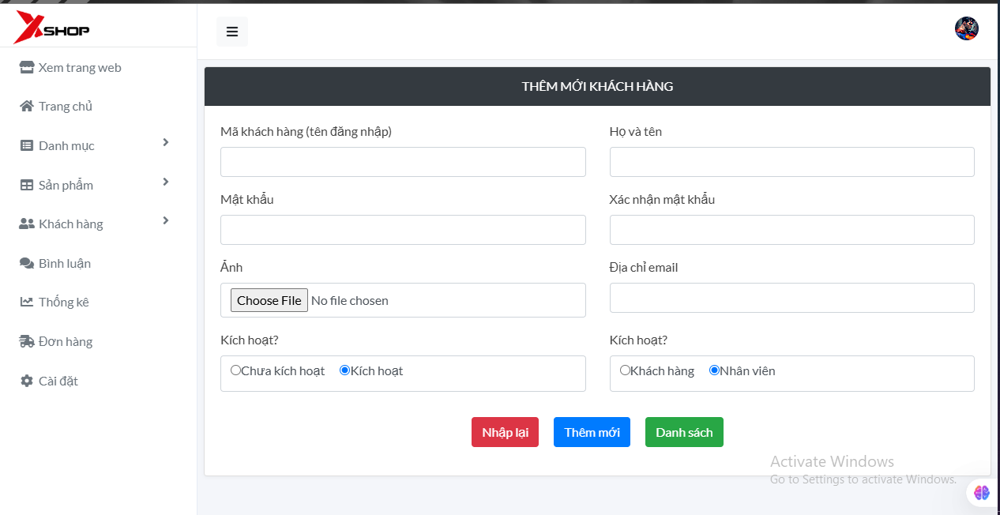 XSHOP
Xem trang web
Trang chủ
Danh mục
Sản phẩm
Khách hàng
Bình luận
Thống kê
Đơn hàng
Cài đặt
THÊM MỚI KHÁCH HÀNG
Mã khách hàng (tên đăng nhập)
Họ và tên
Mật khẩu
Xác nhận mật khẩu
Ảnh
Địa chỉ email
Choose File No file chosen
Kích hoạt?
Kích hoạt?
Chưa kích hoạt Kích hoạt
Khách hàng Nhân viên
Nhập lại Thêm mới Danh sách
Activate Windows
Go to Settings to activate Windows.